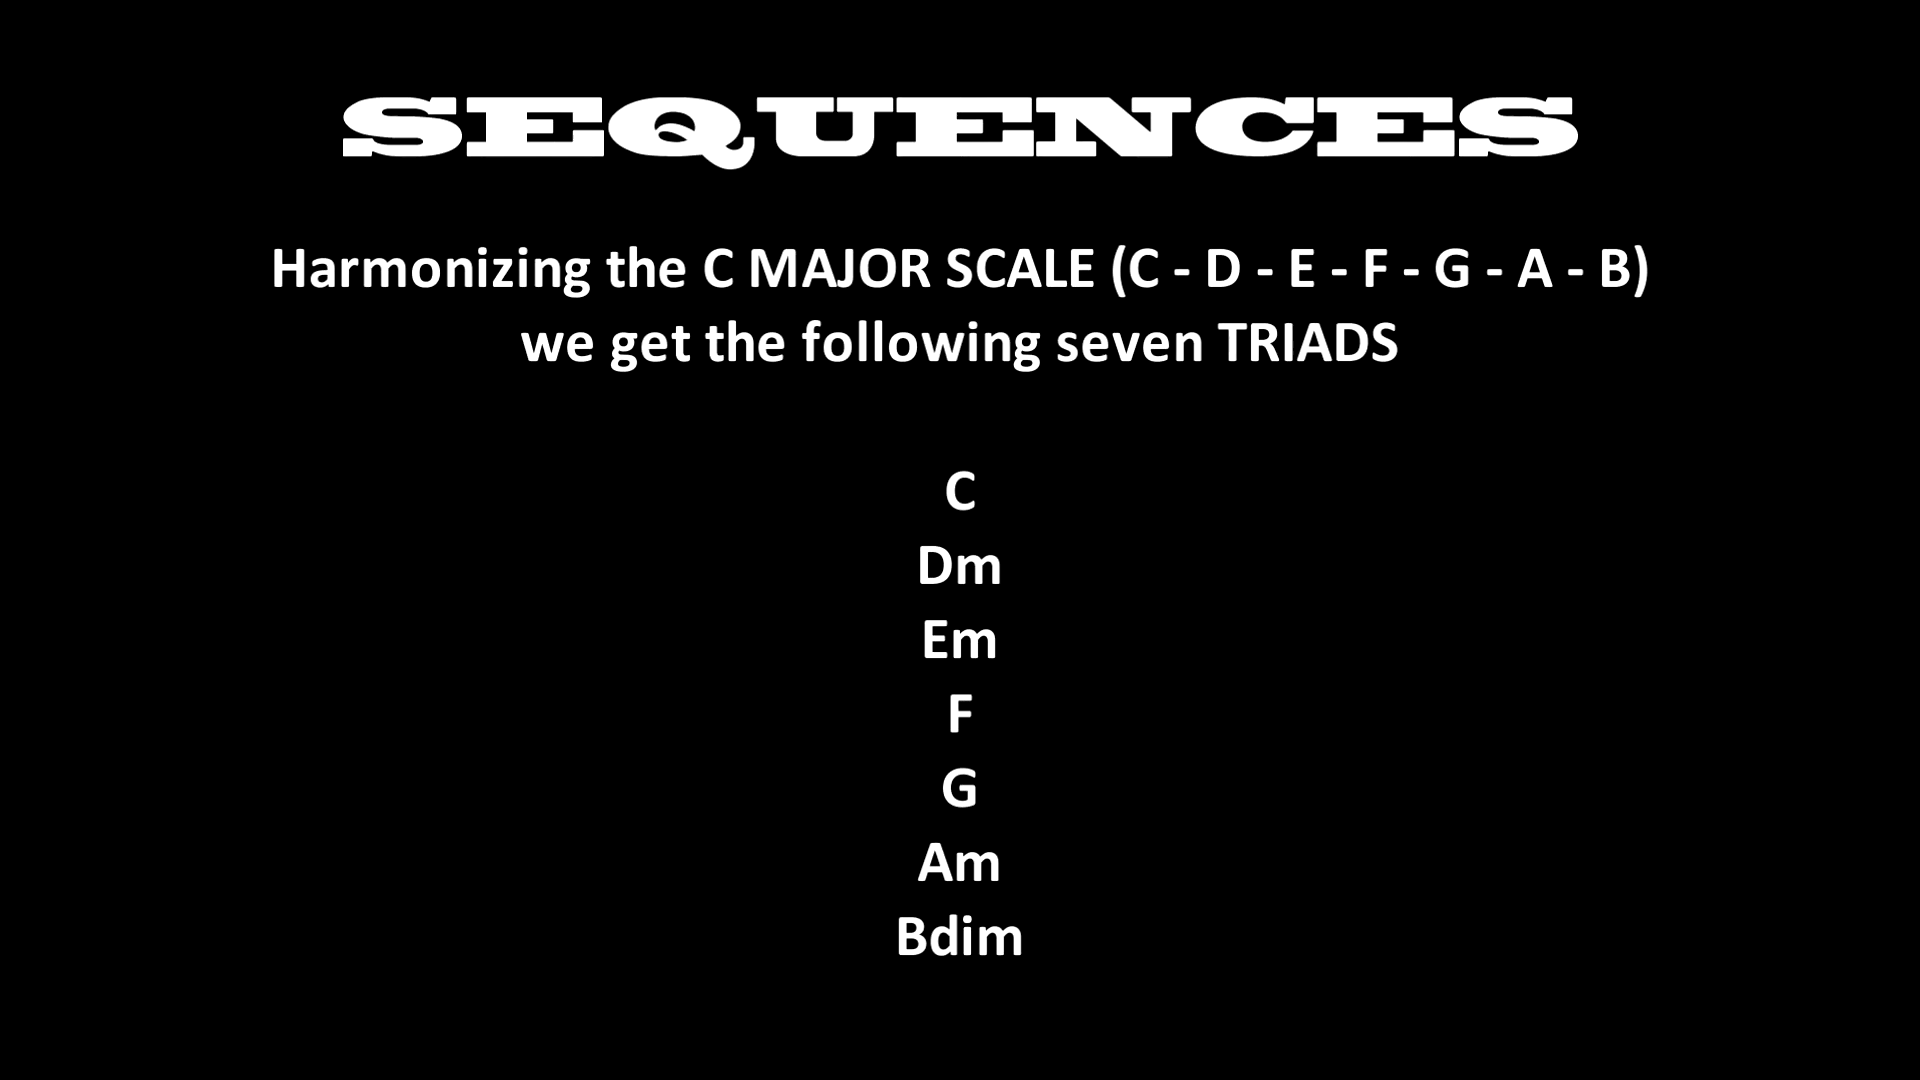 SEQUENCES
Harmonizing the C MAJOR SCALE (C - D - E - F - G - A - B)
we get the following seven TRIADS
C
Dm
Em
F
G
Am
Bdim